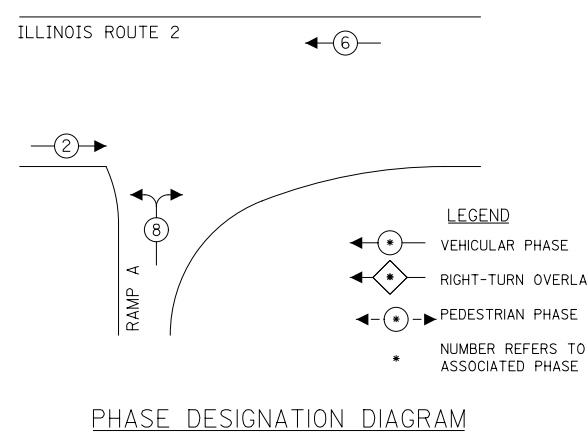 ILLINOIS ROUTE 2
6
2
8
RAMP A
LEGEND
* VEHICULAR PHASE
* RIGHT-TURN OVERLA
* PEDESTRIAN PHASE
* NUMBER REFERS TO
ASSOCIATED PHASE
PHASE DESIGNATION DIAGRAM